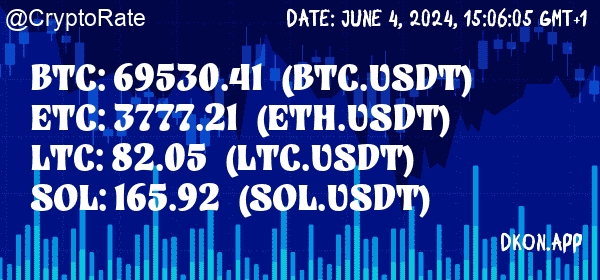 @CryptoRate
DATE: JUNE 4, 2024, 15:06:05 GMT+1
BTC: 69530.41 (BTC.USDT)
ETC: 3777.21 (ETH.USDT)
LTC: 82.05 (LTC.USDT)
SOL: 165.92 (SOL.USDT)
DKON.APP